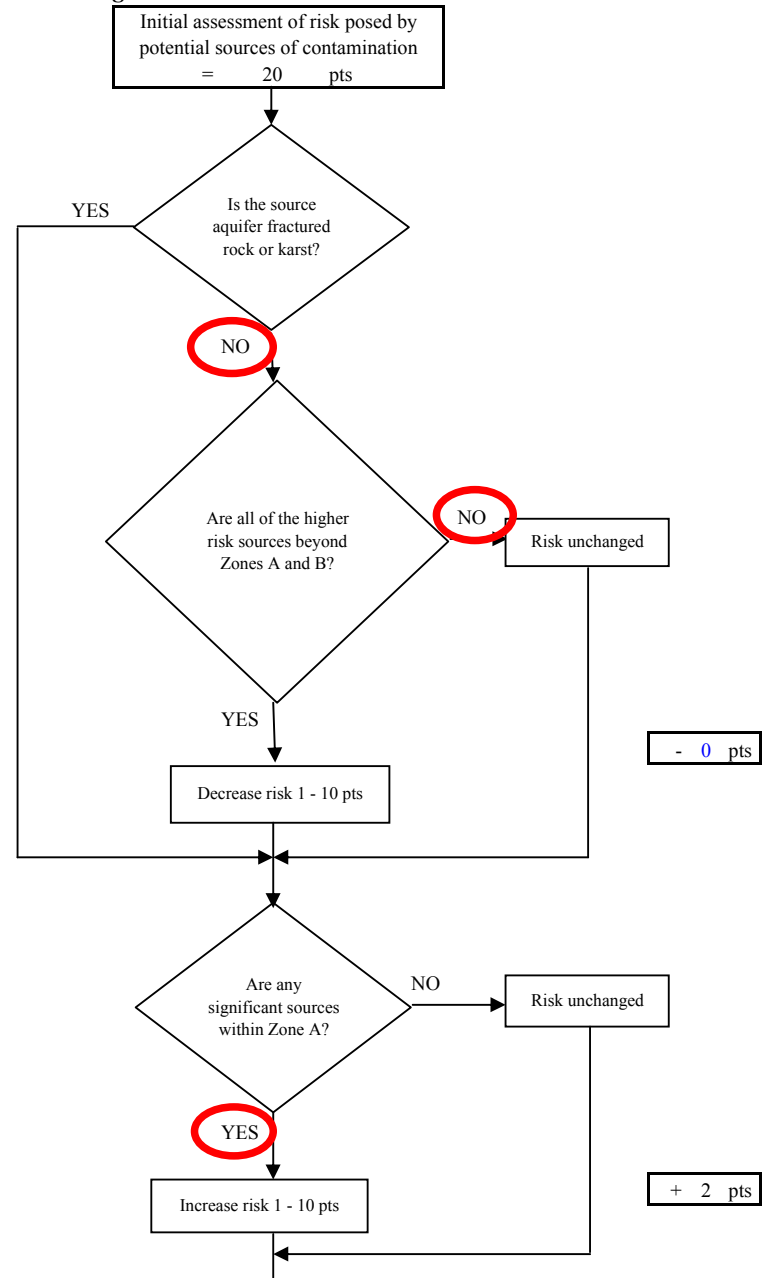 Initial assessment of risk posed by
potential sources of contamination
= 20 pts
Is the source
aquifer fractured
rock or karst?
YES
NO
Are all of the higher
risk sources beyond
Zones A and B?
NO
Risk unchanged
YES
- 0 pts
Decrease risk 1 - 10 pts
Are any
significant sources
within Zone A?
NO
Risk unchanged
YES
+ 2 pts
Increase risk 1 - 10 pts